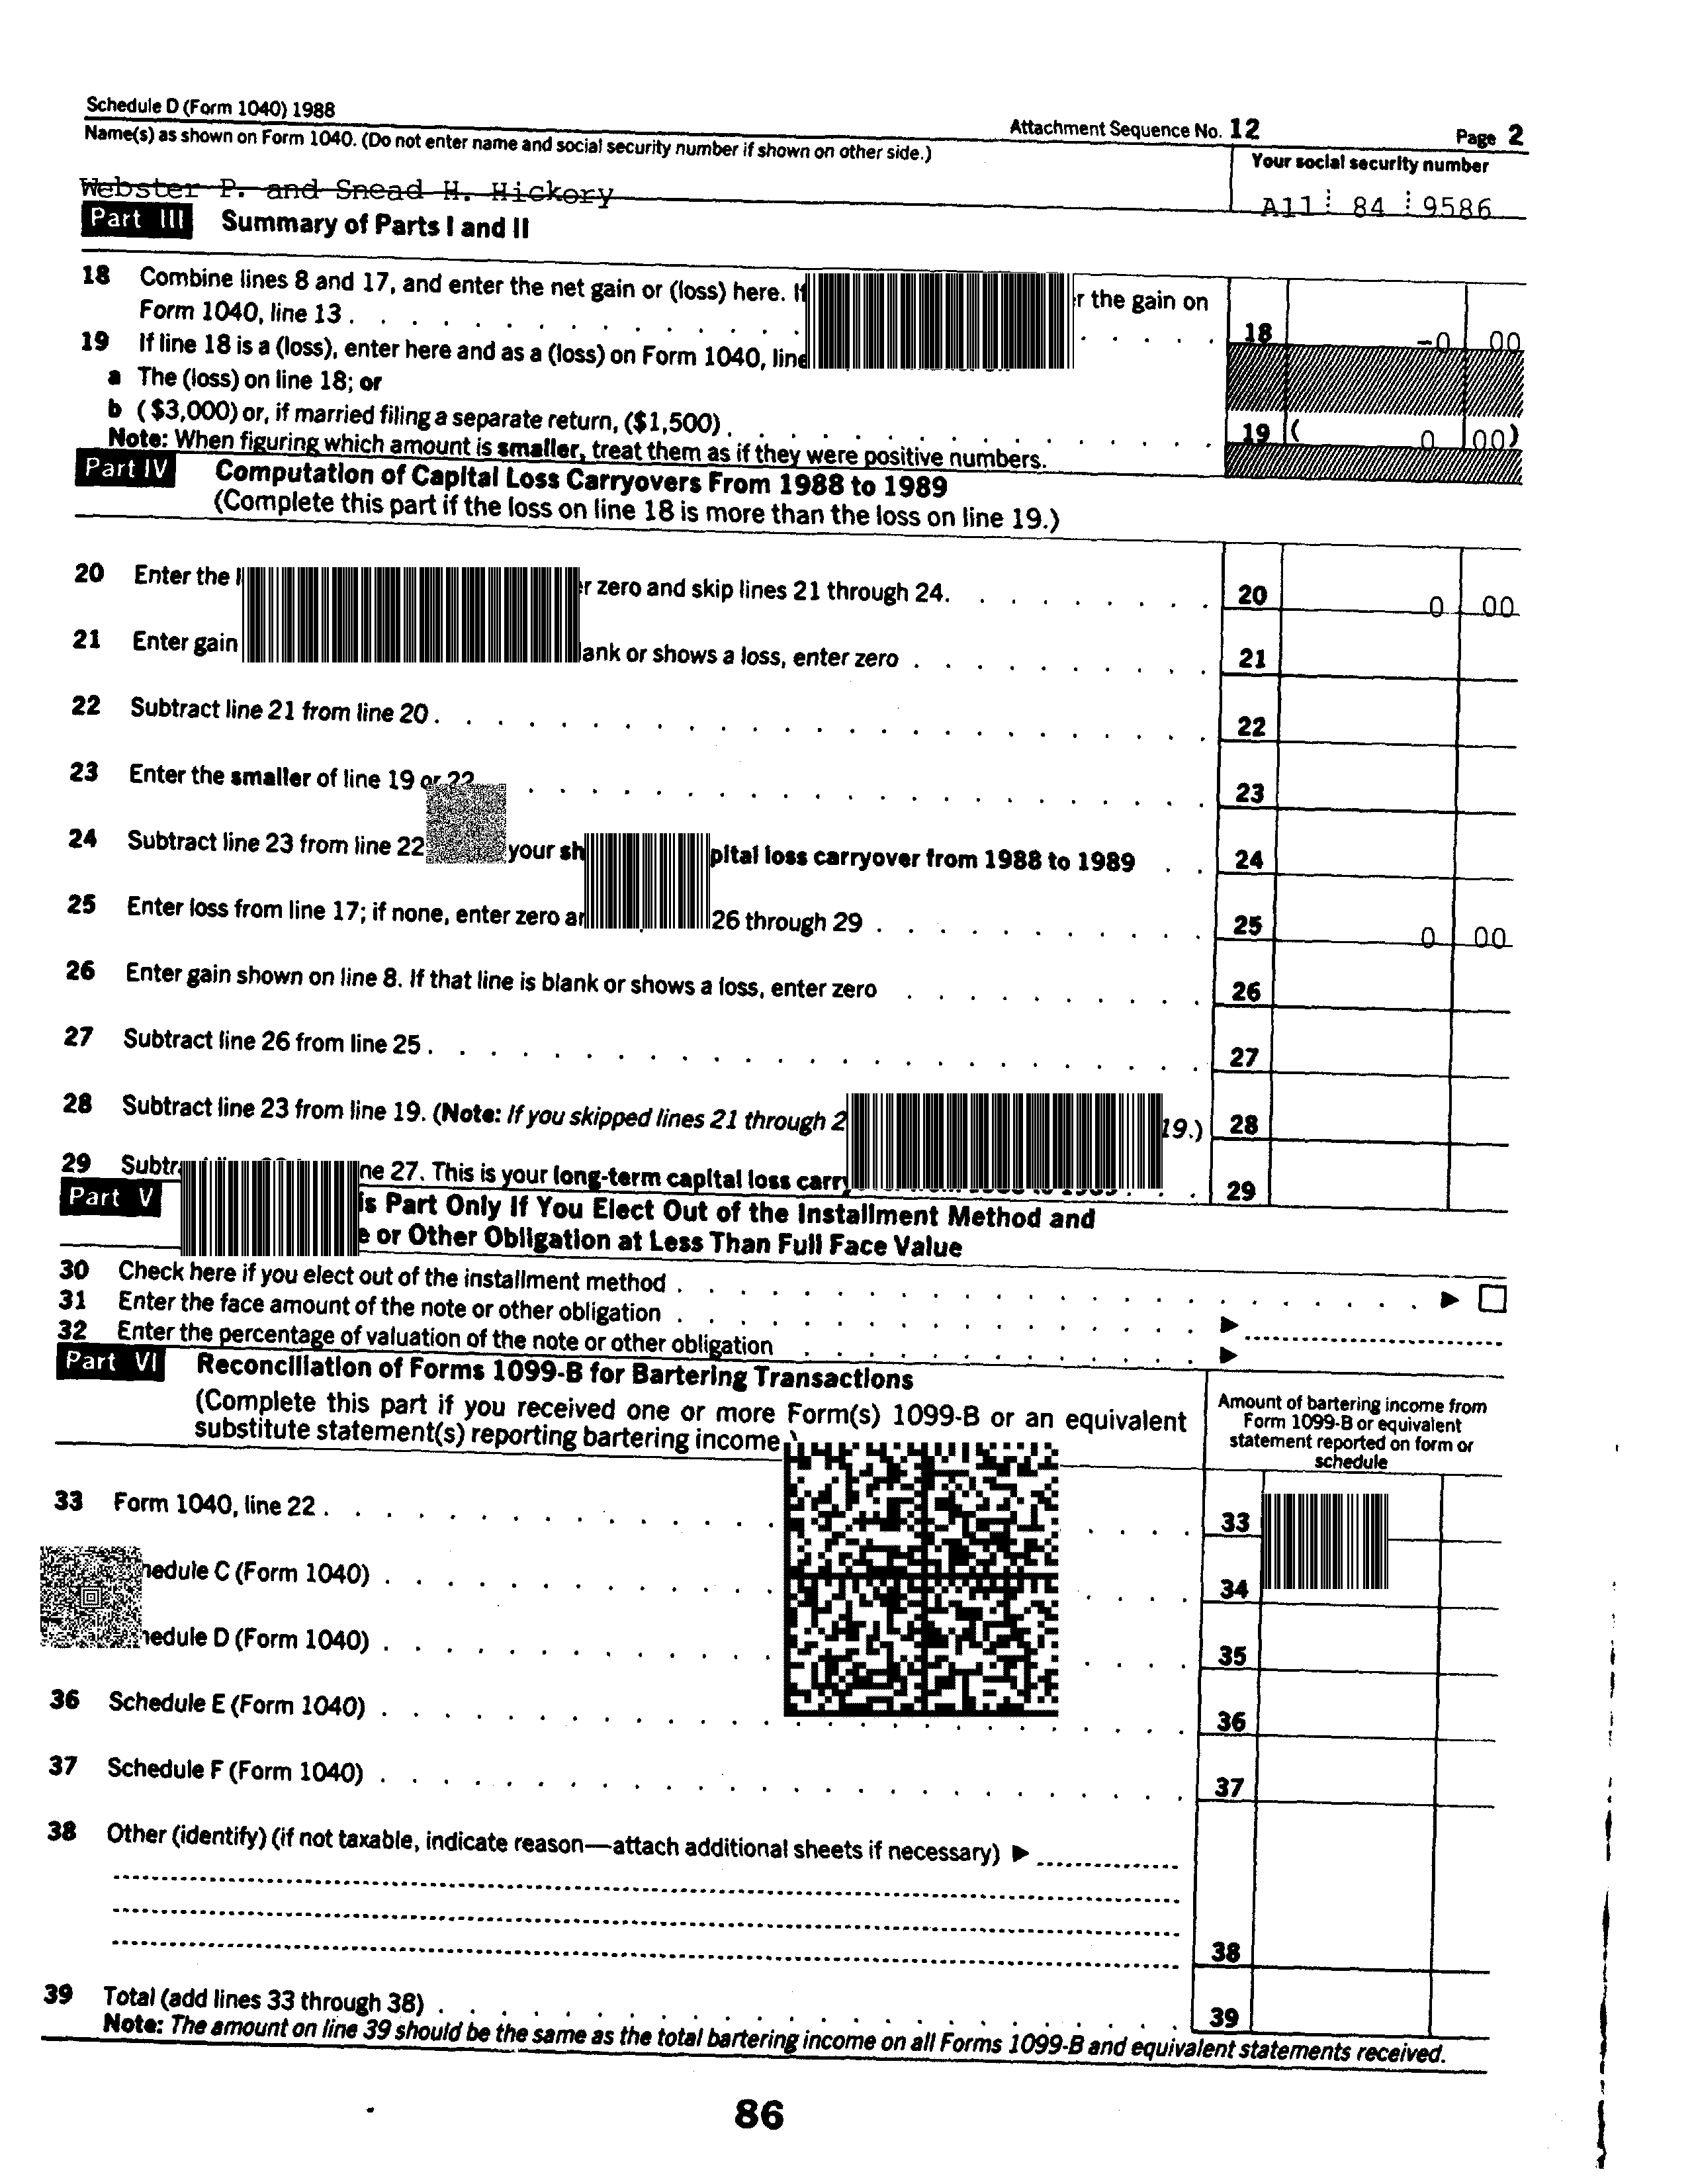 Schedule D (Form 1040) 1988
Attachment Sequence No. 12
Page 2
Name(s) as shown on Form 1040. (Do not enter name and social security number if shown on other side.)
Your social security number
Webster P. and Snead H. Hickory
A11 84 9586
Part III Summary of Parts I and II
18 Combine lines 8 and 17, and enter the net gain or (loss) here. If r the gain on
Form 1040, line 13 . . . . . . . . . . . . . . . . . . . 18 -0 00
19 If line 18 is a (loss), enter here and as a (loss) on Form 1040, line
a The (loss) on line 18; or
b ($3,000) or, if married filing a separate return, ($1,500) . . . . . . . . . . . . . . . . 19 ( 0 00)
Note: When figuring which amount is smaller, treat them as if they were positive numbers.
Part IV Computation of Capital Loss Carryovers From 1988 to 1989
(Complete this part if the loss on line 18 is more than the loss on line 19.)
20 Enter the r zero and skip lines 21 through 24. . . . . . . . . 20 0 00
21 Enter gain ank or shows a loss, enter zero . . . . . . . . . . 21
22 Subtract line 21 from line 20 . . . . . . . . . . . . . . . . . . . . . . . . . 22
23 Enter the smaller of line 19 or 22 . . . . . . . . . . . . . . . . . . . . . . 23
24 Subtract line 23 from line 22 your sh pital loss carryover from 1988 to 1989 . . 24
25 Enter loss from line 17; if none, enter zero ar 26 through 29 . . . . . . . . . . . 25 0 00
26 Enter gain shown on line 8. If that line is blank or shows a loss, enter zero . . . . . . . . . . 26
27 Subtract line 26 from line 25 . . . . . . . . . . . . . . . . . . . . . . . . . 27
28 Subtract line 23 from line 19. (Note: If you skipped lines 21 through 2 19.) 28
29 Subtr ne 27. This is your long-term capital loss carry . . . 29
Part V is Part Only If You Elect Out of the Installment Method and
e or Other Obligation at Less Than Full Face Value
30 Check here if you elect out of the installment method . . . . . . . . . . . . . . . . . . . . . . . . ▶ ☐
31 Enter the face amount of the note or other obligation . . . . . . . . . . . . . . . . . . ▶
32 Enter the percentage of valuation of the note or other obligation . . . . . . . . . . . . . ▶
Part VI Reconciliation of Forms 1099-B for Bartering Transactions
(Complete this part if you received one or more Form(s) 1099-B or an equivalent
substitute statement(s) reporting bartering income.)
Amount of bartering income from
Form 1099-B or equivalent
statement reported on form or
schedule
33 Form 1040, line 22 . . . . . . . . . . . . . . . . . . . 33
hedule C (Form 1040) . . . . . . . . . . . . . . . . . 34
hedule D (Form 1040) . . . . . . . . . . . . . . . . . 35
36 Schedule E (Form 1040) . . . . . . . . . . . . . . . . . . . . . . . . . . 36
37 Schedule F (Form 1040) . . . . . . . . . . . . . . . . . . . . . . . . . . 37
38 Other (identify) (if not taxable, indicate reason—attach additional sheets if necessary) ▶
38
39 Total (add lines 33 through 38) . . . . . . . . . . . . . . . . . . . . . . . . 39
Note: The amount on line 39 should be the same as the total bartering income on all Forms 1099-B and equivalent statements received.
86